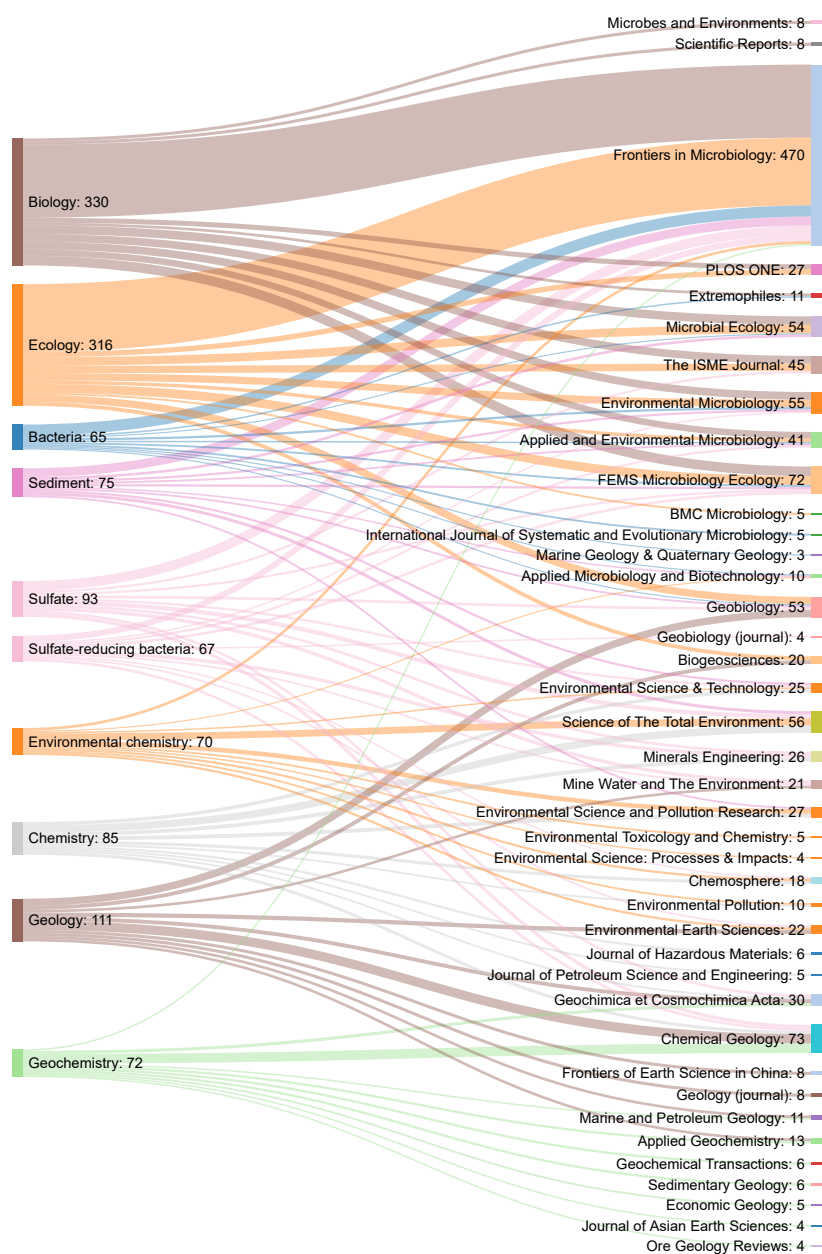 Microbes and Environments: 8
Scientific Reports: 8
Frontiers in Microbiology: 470
Biology: 330
PLOS ONE: 27
Extremophiles: 11
Microbial Ecology: 54
Ecology: 316
The ISME Journal: 45
Environmental Microbiology: 55
Bacteria: 65
Applied and Environmental Microbiology: 41
Sediment: 75
FEMS Microbiology Ecology: 72
BMC Microbiology: 5
International Journal of Systematic and Evolutionary Microbiology: 5
Marine Geology & Quaternary Geology: 3
Applied Microbiology and Biotechnology: 10
Sulfate: 93
Geobiology: 53
Geobiology (journal): 4
Sulfate-reducing bacteria: 67
Biogeosciences: 20
Environmental Science & Technology: 25
Science of The Total Environment: 56
Environmental chemistry: 70
Minerals Engineering: 26
Mine Water and The Environment: 21
Environmental Science and Pollution Research: 27
Environmental Toxicology and Chemistry: 5
Chemistry: 85
Environmental Science: Processes & Impacts: 4
Chemosphere: 18
Environmental Pollution: 10
Geology: 111
Environmental Earth Sciences: 22
Journal of Hazardous Materials: 6
Journal of Petroleum Science and Engineering: 5
Geochimica et Cosmochimica Acta: 30
Chemical Geology: 73
Geochemistry: 72
Frontiers of Earth Science in China: 8
Geology (journal): 8
Marine and Petroleum Geology: 11
Applied Geochemistry: 13
Geochemical Transactions: 6
Sedimentary Geology: 6
Economic Geology: 5
Journal of Asian Earth Sciences: 4
Ore Geology Reviews: 4